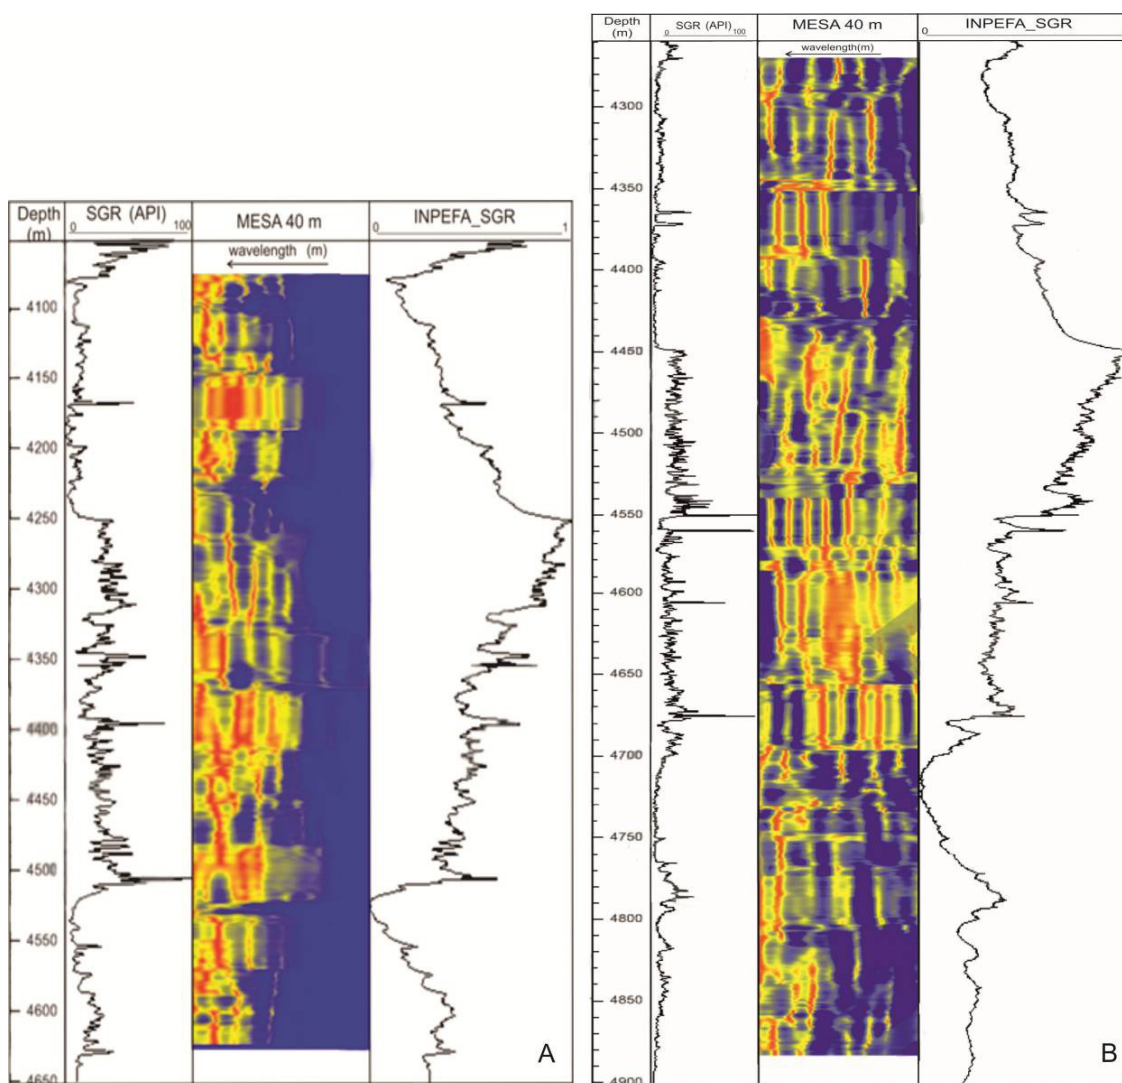 Depth
(m)
SGR (API)
0 100
MESA 40 m
wavelength (m)
INPEFA_SGR
0 1
4100
4150
4200
4250
4300
4350
4400
4450
4500
4550
4600
4650
A
Depth
(m)
0 SGR (API) 100
MESA 40 m
wavelength(m)
INPEFA_SGR
0
4300
4350
4400
4450
4500
4550
4600
4650
4700
4750
4800
4850
4900
B